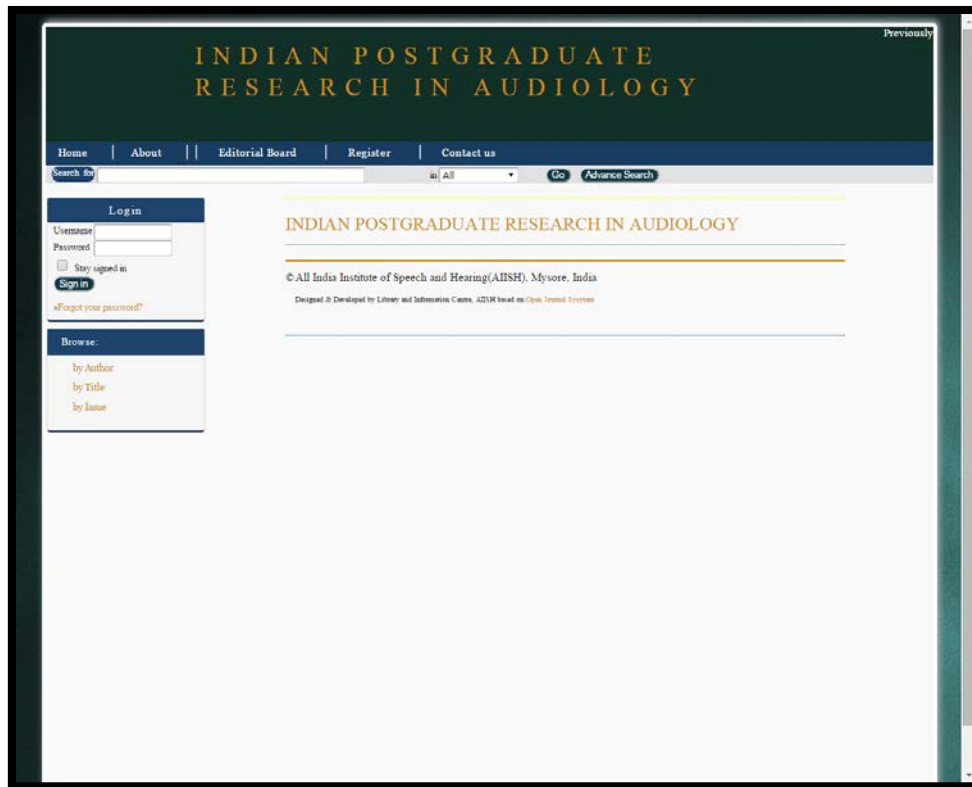 Previously
INDIAN POSTGRADUATE
RESEARCH IN AUDIOLOGY
Home | About | | Editorial Board | Register | Contact us
Search for in All Go Advance Search
Login
Username
Password
Stay signed in
Sign in
»Forgot your password?
Browse:
by Author
by Title
by Issue
INDIAN POSTGRADUATE RESEARCH IN AUDIOLOGY
© All India Institute of Speech and Hearing(AIISH), Mysore, India
Designed & Developed by Library and Information Centre, AIISH based on Open Journal System